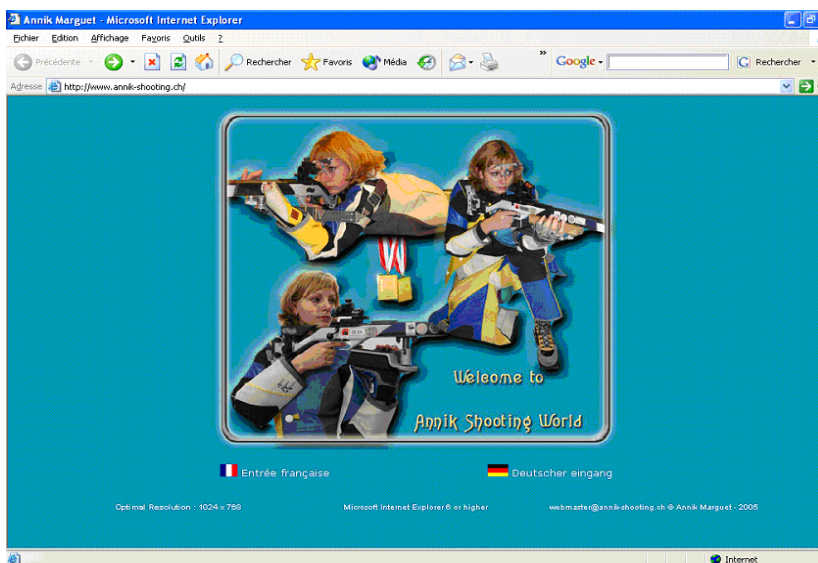 Annik Marguet - Microsoft Internet Explorer
Fichier Edition Affichage Favoris Outils ?
Précédente Rechercher Favoris Média » Google Rechercher
Adresse http://www.annik-shooting.ch/
Welcome to
Annik Shooting World
Entrée française Deutscher eingang
Optimal Resolution : 1024 x 768 Microsoft Internet Explorer 6 or higher webmaster@annik-shooting.ch © Annik Marguet - 2005
Internet